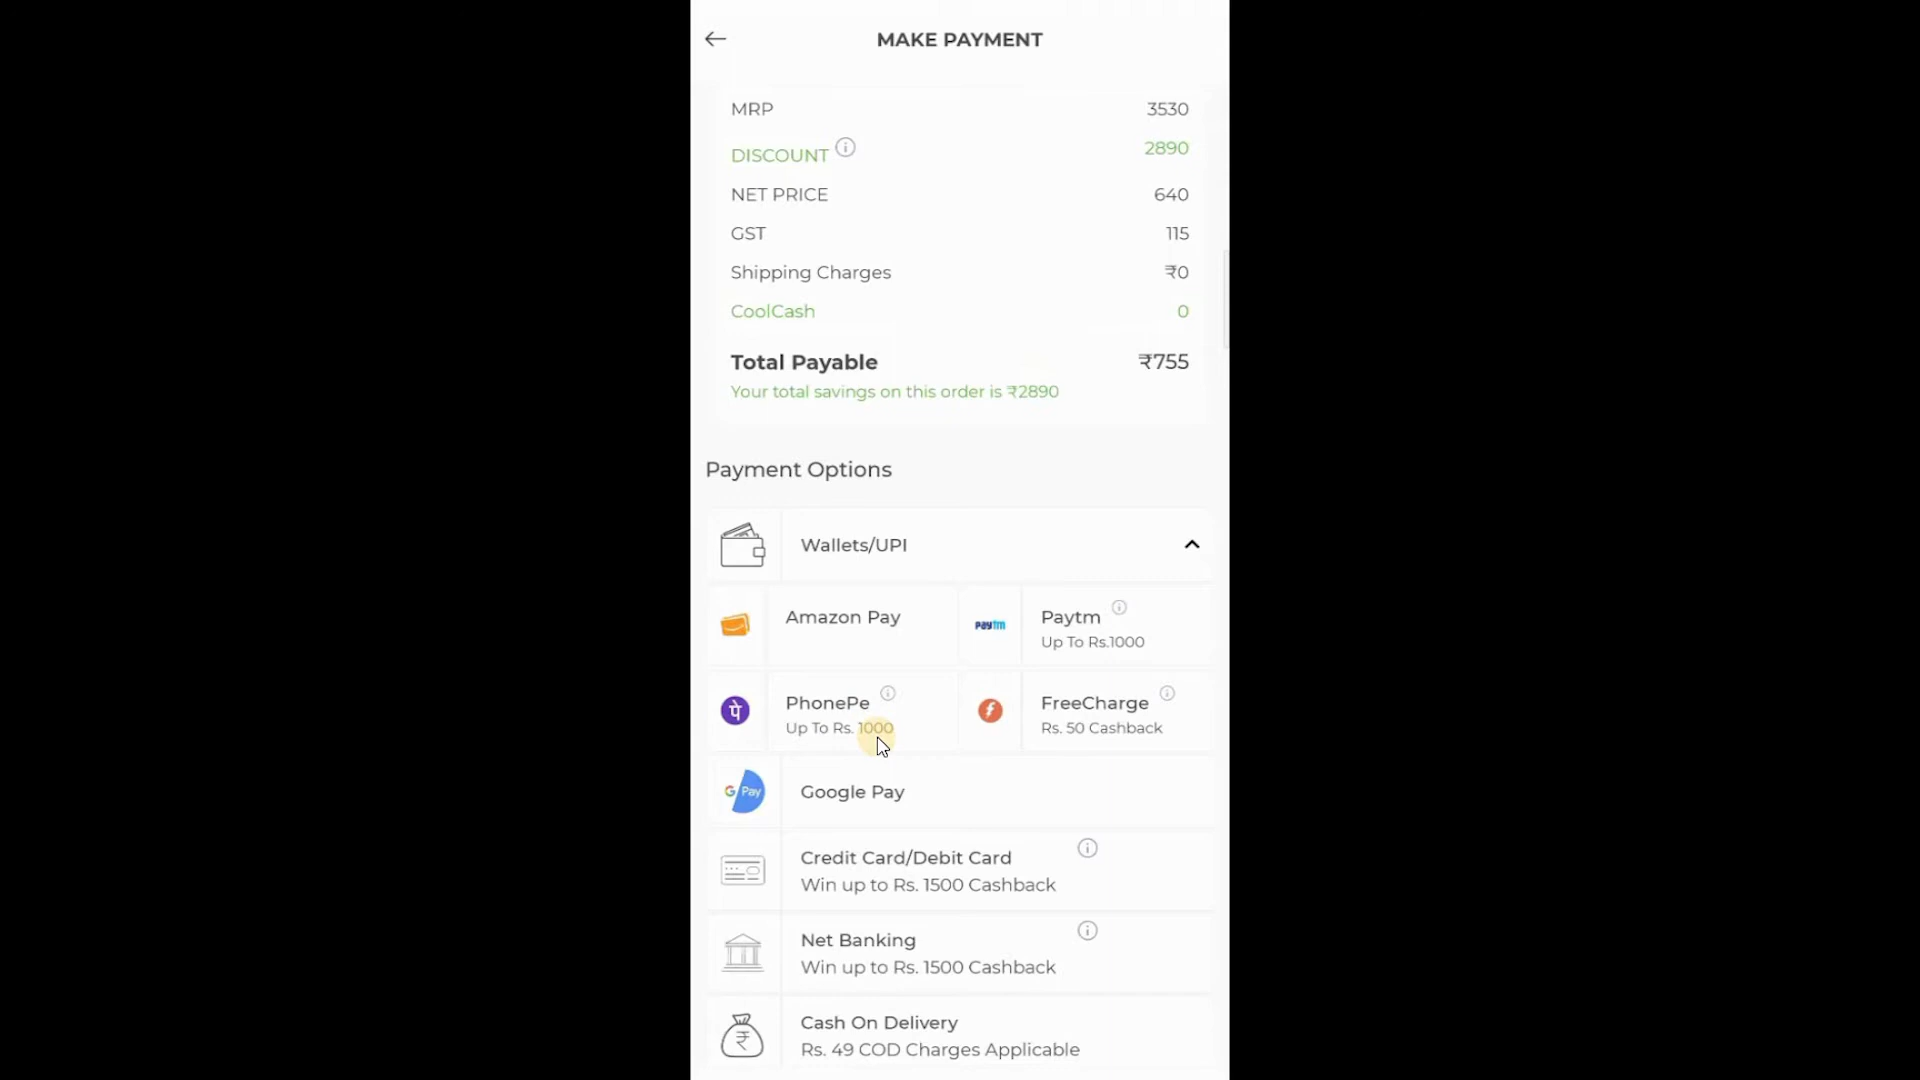 MAKE PAYMENT
MRP 3530
DISCOUNT 2890
NET PRICE 640
GST 115
Shipping Charges ₹0
CoolCash 0
Total Payable ₹755
Your total savings on this order is ₹2890
Payment Options
Wallets/UPI
Amazon Pay
paytm
Paytm
Up To Rs.1000
पे
PhonePe
Up To Rs. 1000
FreeCharge
Rs. 50 Cashback
G Pay
Google Pay
Credit Card/Debit Card
Win up to Rs. 1500 Cashback
Net Banking
Win up to Rs. 1500 Cashback
₹
Cash On Delivery
Rs. 49 COD Charges Applicable